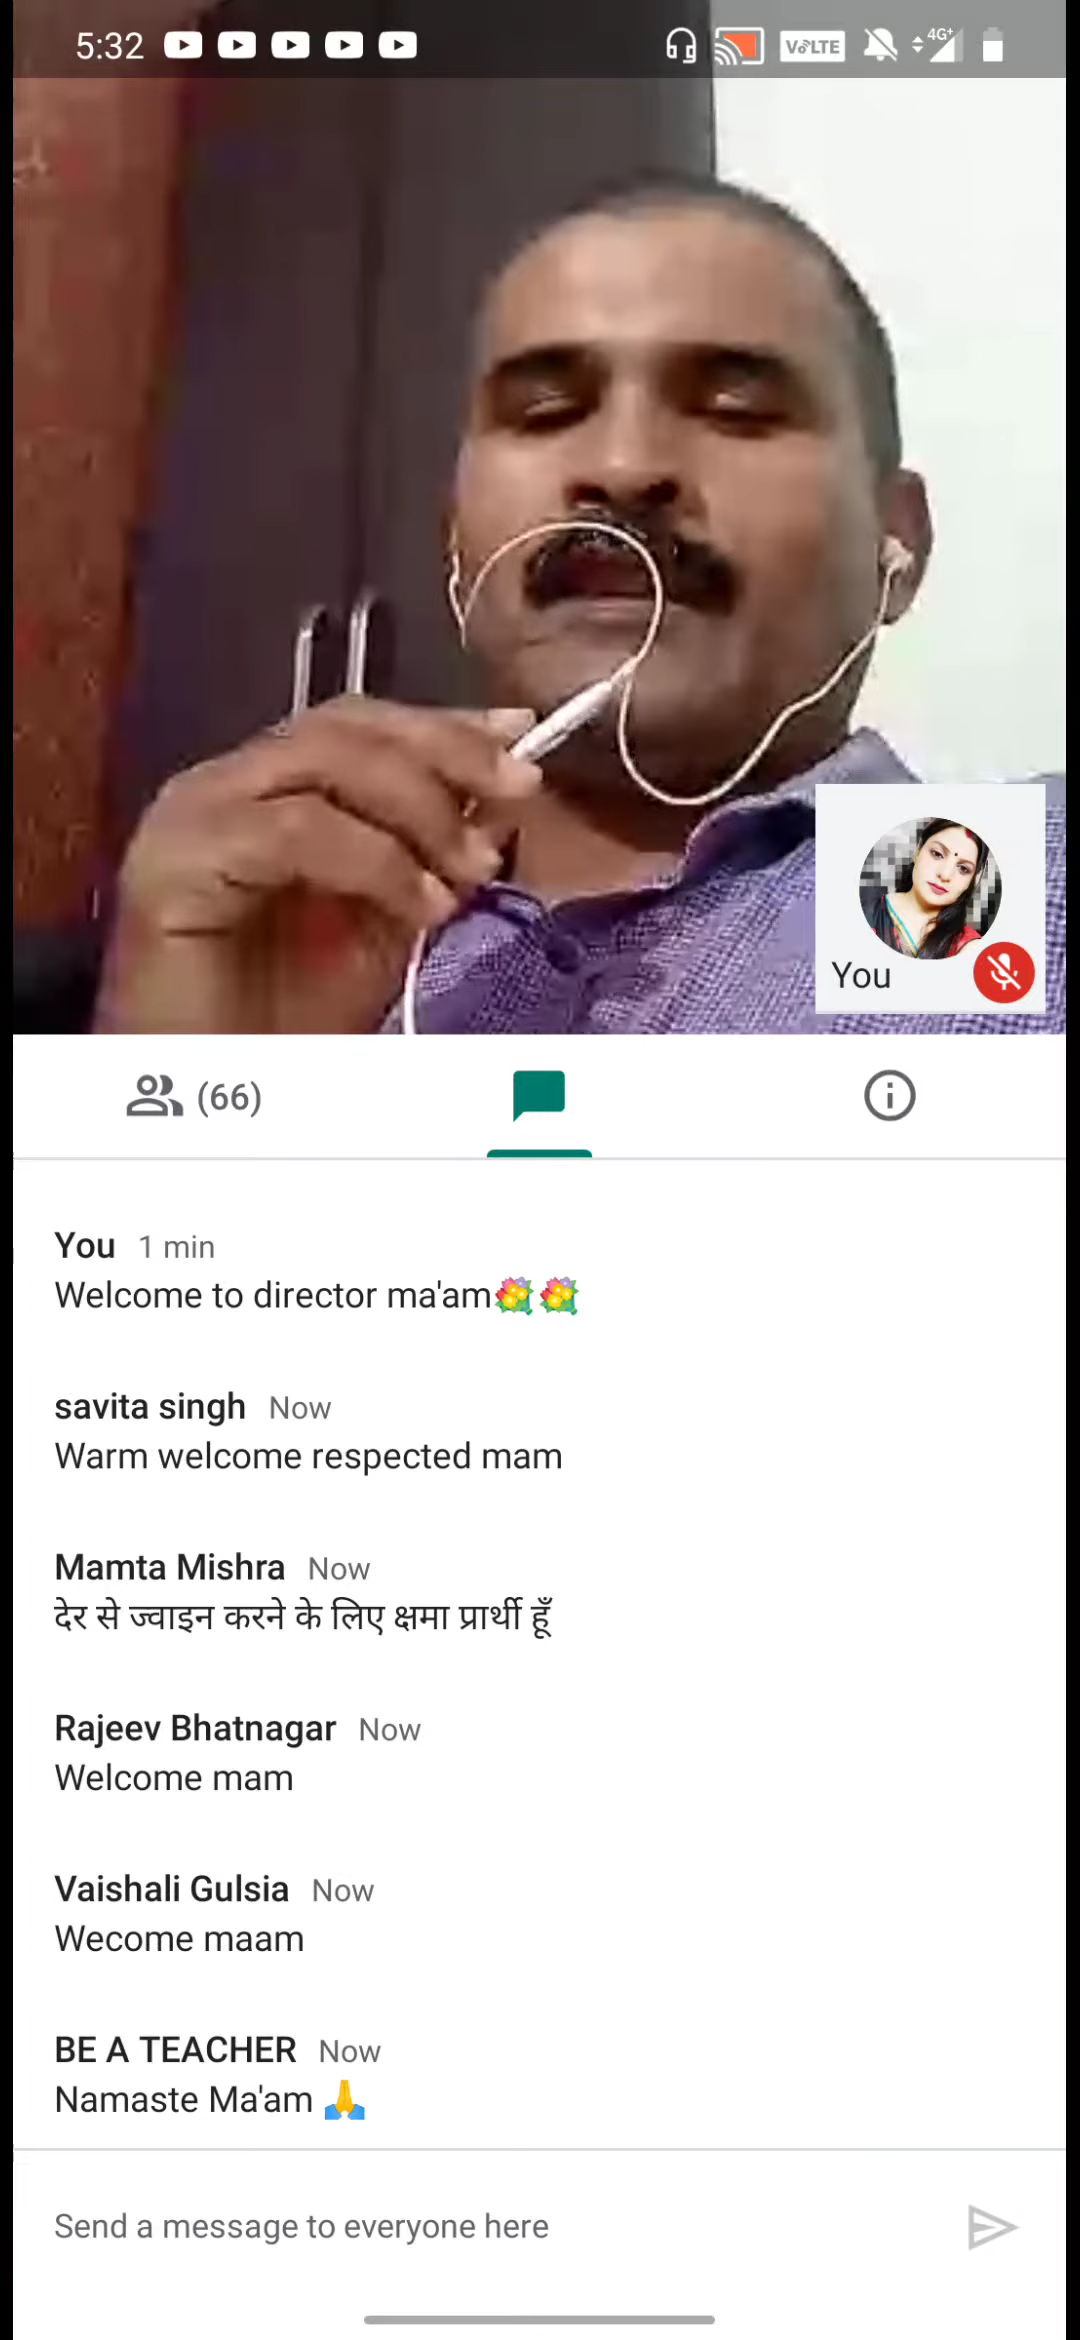 5:32
VoLTE
4G+
You
(66)
You 1 min
Welcome to director ma'am💐💐
savita singh Now
Warm welcome respected mam
Mamta Mishra Now
देर से ज्वाइन करने के लिए क्षमा प्रार्थी हूँ
Rajeev Bhatnagar Now
Welcome mam
Vaishali Gulsia Now
Wecome maam
BE A TEACHER Now
Namaste Ma'am 🙏
Send a message to everyone here